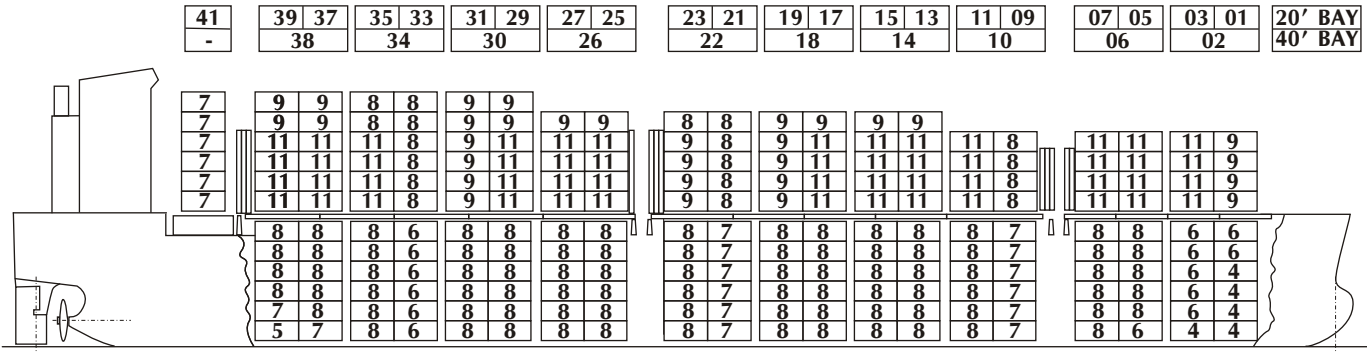 41 39 37 35 33 31 29 27 25 23 21 19 17 15 13 11 09 07 05 03 01 20' BAY
- 38 34 30 26 22 18 14 10 06 02 40' BAY
7 9 9 8 8 9 9
7 9 9 8 8 9 9 9 9 8 8 9 9 9 9
7 11 11 11 8 9 11 11 11 9 8 9 11 11 11 11 8 11 11 11 9
7 11 11 11 8 9 11 11 11 9 8 9 11 11 11 11 8 11 11 11 9
7 11 11 11 8 9 11 11 11 9 8 9 11 11 11 11 8 11 11 11 9
7 11 11 11 8 9 11 11 11 9 8 9 11 11 11 11 8 11 11 11 9
8 8 8 6 8 8 8 8 8 7 8 8 8 8 8 7 8 8 6 6
8 8 8 6 8 8 8 8 8 7 8 8 8 8 8 7 8 8 6 6
8 8 8 6 8 8 8 8 8 7 8 8 8 8 8 7 8 8 6 4
8 8 8 6 8 8 8 8 8 7 8 8 8 8 8 7 8 8 6 4
7 8 8 6 8 8 8 8 8 7 8 8 8 8 8 7 8 8 6 4
5 7 8 6 8 8 8 8 8 7 8 8 8 8 8 7 8 6 4 4